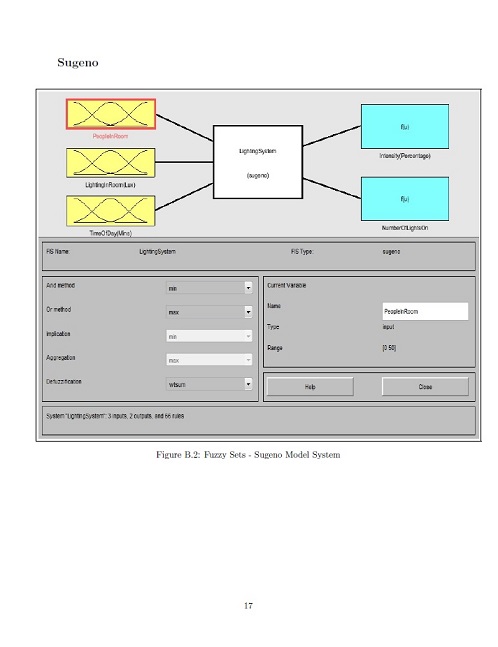 Sugeno
PeopleInRoom
LightingInRoom(Lux)
TimeOfDay(Mins)
LightingSystem
(sugeno)
f(u)
Intensity(Percentage)
f(u)
NumberOfLightsOn
FIS Name: LightingSystem FIS Type: sugeno
And method min
Or method max
Implication min
Aggregation max
Defuzzification wtsum
Current Variable
Name PeopleInRoom
Type input
Range [0 50]
Help Close
System "LightingSystem": 3 inputs, 2 outputs, and 66 rules
Figure B.2: Fuzzy Sets - Sugeno Model System
17